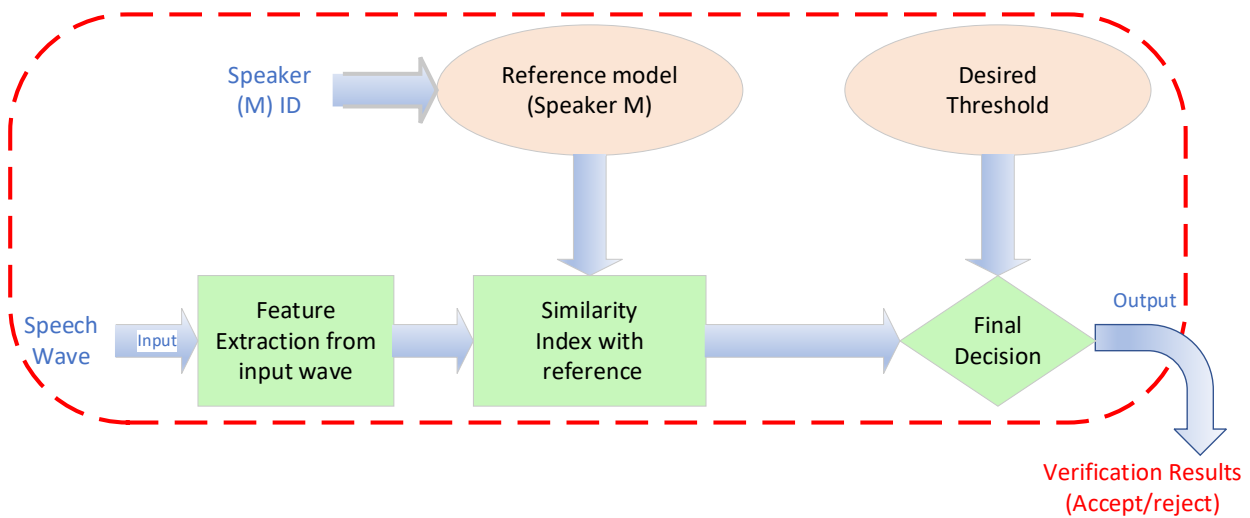 Speaker
(M) ID
Reference model
(Speaker M)
Desired
Threshold
Speech
Wave
Input
Feature
Extraction from
input wave
Similarity
Index with
reference
Final
Decision
Output
Verification Results
(Accept/reject)